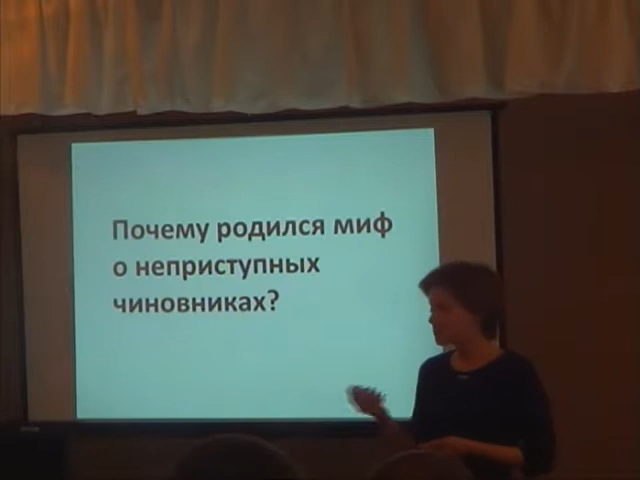 Почему родился миф
о неприступных
чиновниках?